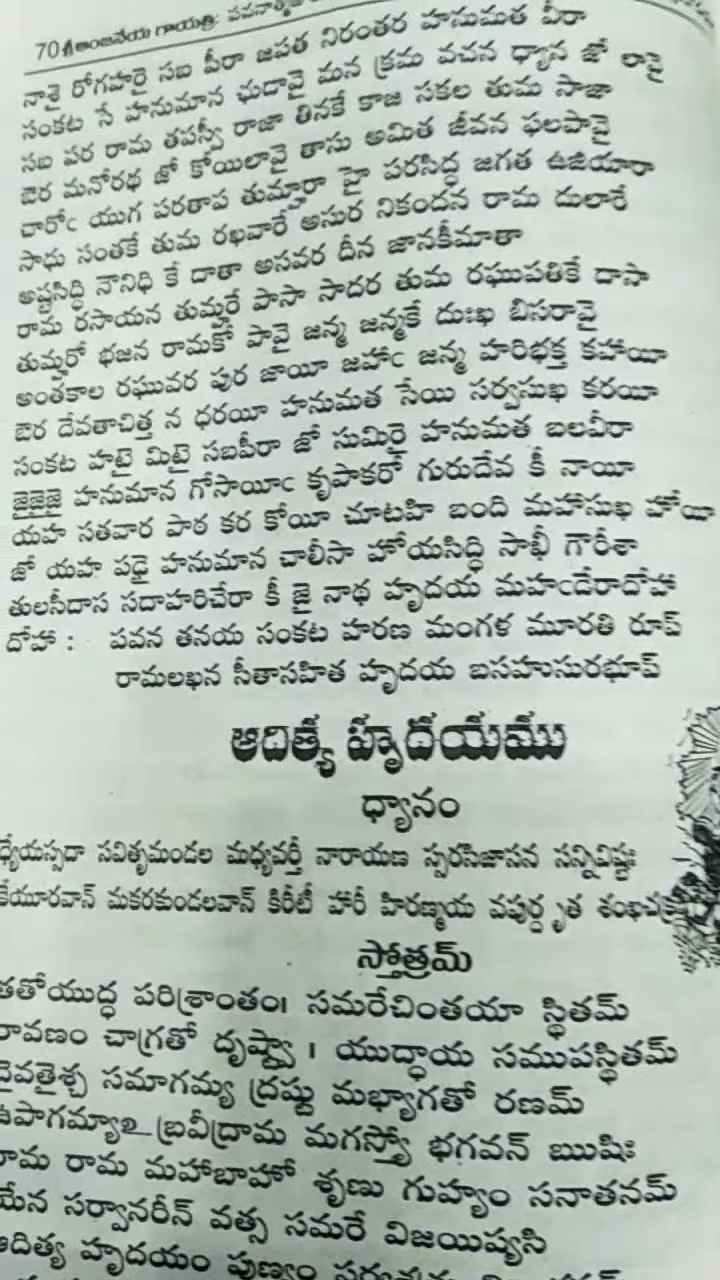 70 శ్రీ ఆంజనేయ గాయత్రి:
నాశై రోగహరై సబ పీరా జపత నిరంతర హనుమత వీరా
సంకట సే హనుమాన ఛుడావై మన క్రమ వచన ధ్యాన జో లావై
సబ పర రామ తపస్వీ రాజా తినకే కాజ సకల తుమ సాజా
ఔర మనోరథ జో కోయిలావై తాసు అమిత జీవన ఫలపావై
చారోఁ యుగ పరతాప తుమ్హారా హై పరసిద్ధ జగత ఉజియారా
సాధు సంతకే తుమ రఖవారే అసుర నికందన రామ దులారే
అష్టసిద్ధి నౌనిధి కే దాతా అసవర దీన జానకీమాతా
రామ రసాయన తుమ్హరే పాసా సాదర తుమ రఘుపతికే దాసా
తుమ్హరో భజన రామకో పావై జన్మ జన్మకే దుఃఖ బిసరావై
అంతకాల రఘువర పుర జాయీ జహాఁ జన్మ హరిభక్త కహాయీ
ఔర దేవతాచిత్త న ధరయీ హనుమత సేయి సర్వసుఖ కరయీ
సంకట హటై మిటై సబపీరా జో సుమిరై హనుమత బలవీరా
జైజైజై హనుమాన గోసాయీఁ కృపాకరో గురుదేవ కీ నాయీ
యహ సతవార పాఠ కర కోయీ చూటహి బంది మహాసుఖ హోయీ
జో యహ పఢై హనుమాన చాలీసా హోయసిద్ధి సాఖీ గౌరీశా
తులసీదాస సదాహరిచేరా కీ జై నాథ హృదయ మహఁడేరాదోహా
దోహా : పవన తనయ సంకట హరణ మంగళ మూరతి రూప్
రామలఖన సీతాసహిత హృదయ బసహుసురభూప్
ఆదిత్య హృదయము
ధ్యానం
ధ్యేయస్సదా సవితృమండల మధ్యవర్తీ నారాయణ స్సరసిజాసన సన్నివిష్టః
కేయూరవాన్ మకరకుండలవాన్ కిరీటీ హారీ హిరణ్మయ వపుర్ధృత శంఖచక్ర
స్తోత్రమ్
తతోయుద్ధ పరిశ్రాంతం। సమరేచింతయా స్థితమ్
రావణం చాగ్రతో దృష్ట్వా । యుద్ధాయ సముపస్థితమ్
దైవతైశ్చ సమాగమ్య ద్రష్టు మభ్యాగతో రణమ్
ఉపాగమ్యాఽ బ్రవీద్రామ మగస్త్యో భగవన్ ఋషిః
రామ రామ మహాబాహో శృణు గుహ్యం సనాతనమ్
యేన సర్వానరీన్ వత్స సమరే విజయిష్యసి
ఆదిత్య హృదయం పుణ్యం